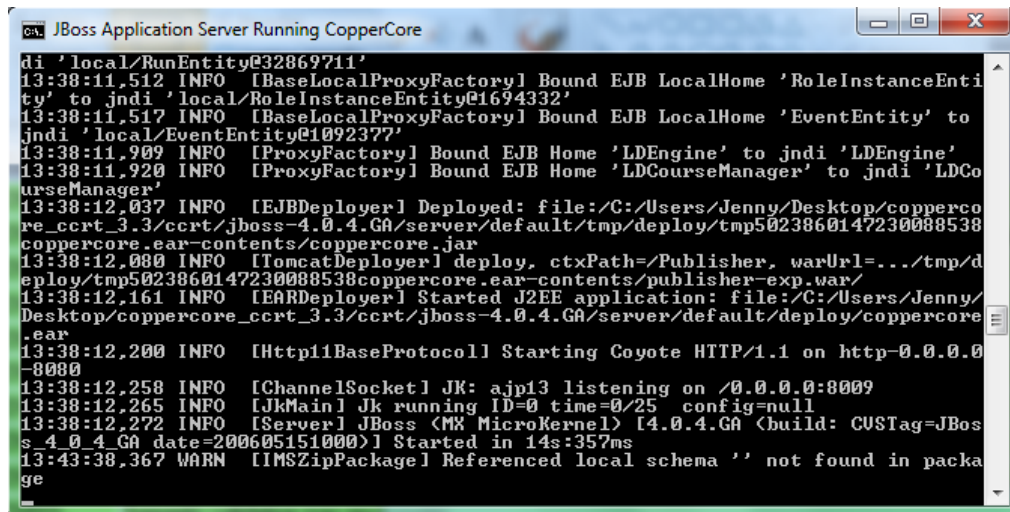 JBoss Application Server Running CopperCore
di 'local/RunEntity@32869711'
13:38:11,512 INFO  [BaseLocalProxyFactory] Bound EJB LocalHome 'RoleInstanceEnti
ty' to jndi 'local/RoleInstanceEntity@1694332'
13:38:11,517 INFO  [BaseLocalProxyFactory] Bound EJB LocalHome 'EventEntity' to
jndi 'local/EventEntity@1092377'
13:38:11,909 INFO  [ProxyFactory] Bound EJB Home 'LDEngine' to jndi 'LDEngine'
13:38:11,920 INFO  [ProxyFactory] Bound EJB Home 'LDCourseManager' to jndi 'LDCo
urseManager'
13:38:12,037 INFO  [EJBDeployer] Deployed: file:/C:/Users/Jenny/Desktop/copperco
re_ccrt_3.3/ccrt/jboss-4.0.4.GA/server/default/tmp/deploy/tmp5023860147230088538
coppercore.ear-contents/coppercore.jar
13:38:12,080 INFO  [TomcatDeployer] deploy, ctxPath=/Publisher, warUrl=.../tmp/d
eploy/tmp5023860147230088538coppercore.ear-contents/publisher-exp.war/
13:38:12,161 INFO  [EARDeployer] Started J2EE application: file:/C:/Users/Jenny/
Desktop/coppercore_ccrt_3.3/ccrt/jboss-4.0.4.GA/server/default/deploy/coppercore
.ear
13:38:12,200 INFO  [Http11BaseProtocol] Starting Coyote HTTP/1.1 on http-0.0.0.0
-8080
13:38:12,258 INFO  [ChannelSocket] JK: ajp13 listening on /0.0.0.0:8009
13:38:12,265 INFO  [JkMain] Jk running ID=0 time=0/25  config=null
13:38:12,272 INFO  [Server] JBoss (MX MicroKernel) [4.0.4.GA (build: CVSTag=JBos
s_4_0_4_GA date=200605151000)] Started in 14s:357ms
13:43:38,367 WARN  [IMSZipPackage] Referenced local schema '' not found in packa
ge